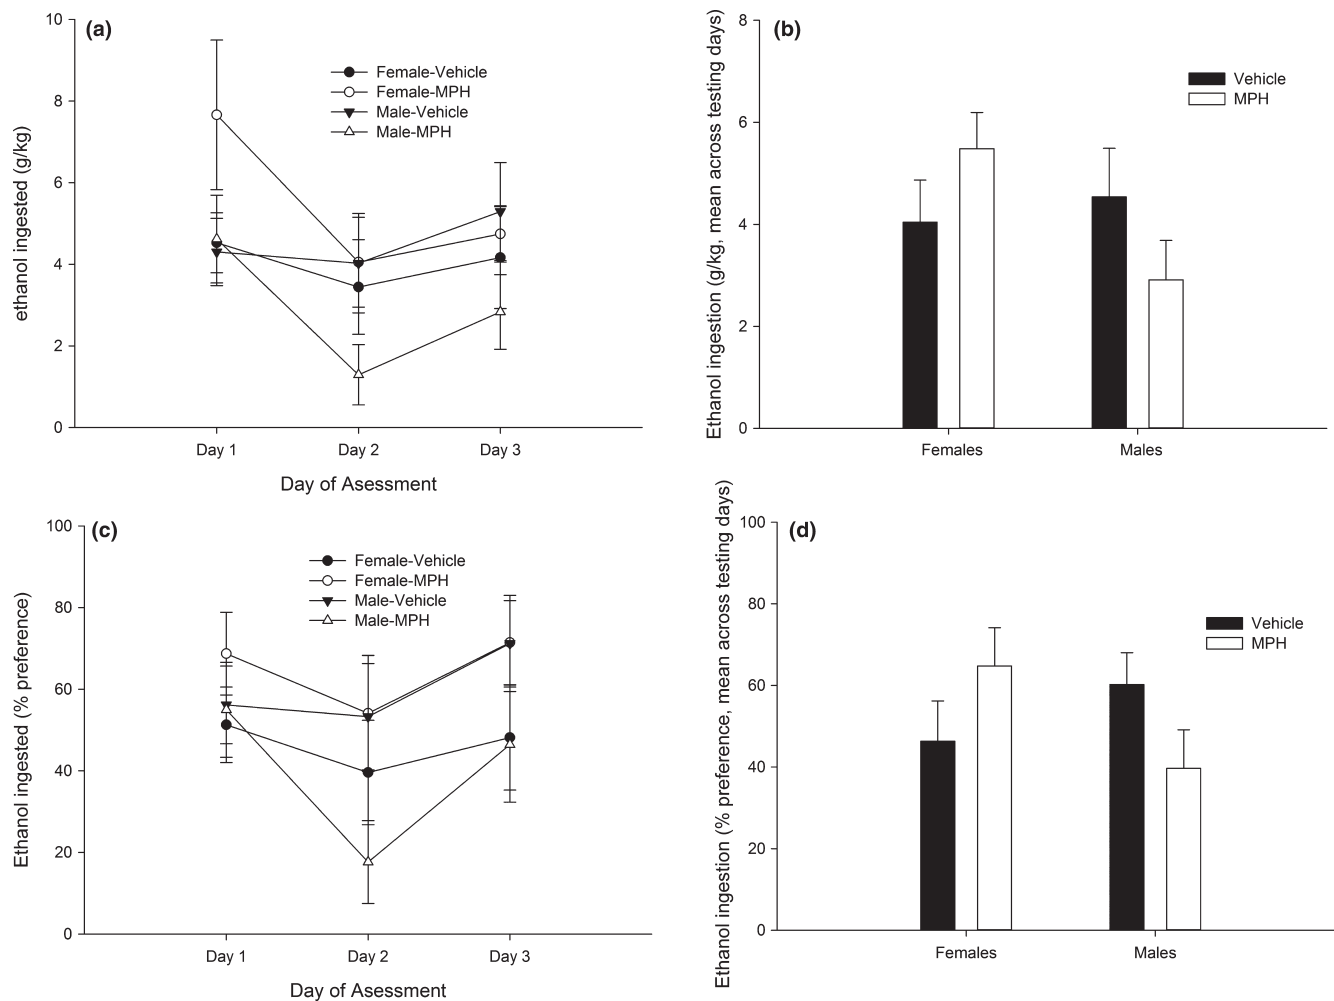 (a)
10
8
6
4
2
0
ethanol ingested (g/kg)
Female-Vehicle
Female-MPH
Male-Vehicle
Male-MPH
Day 1
Day 2
Day 3
Day of Asessment
(b)
8
6
4
2
0
Ethanol ingestion (g/kg, mean across testing days)
Vehicle
MPH
Females
Males
(c)
100
80
60
40
20
0
Ethanol ingested (% preference)
Female-Vehicle
Female-MPH
Male-Vehicle
Male-MPH
Day 1
Day 2
Day 3
Day of Asessment
(d)
100
80
60
40
20
0
Ethanol ingestion (% preference, mean across testing days)
Vehicle
MPH
Females
Males